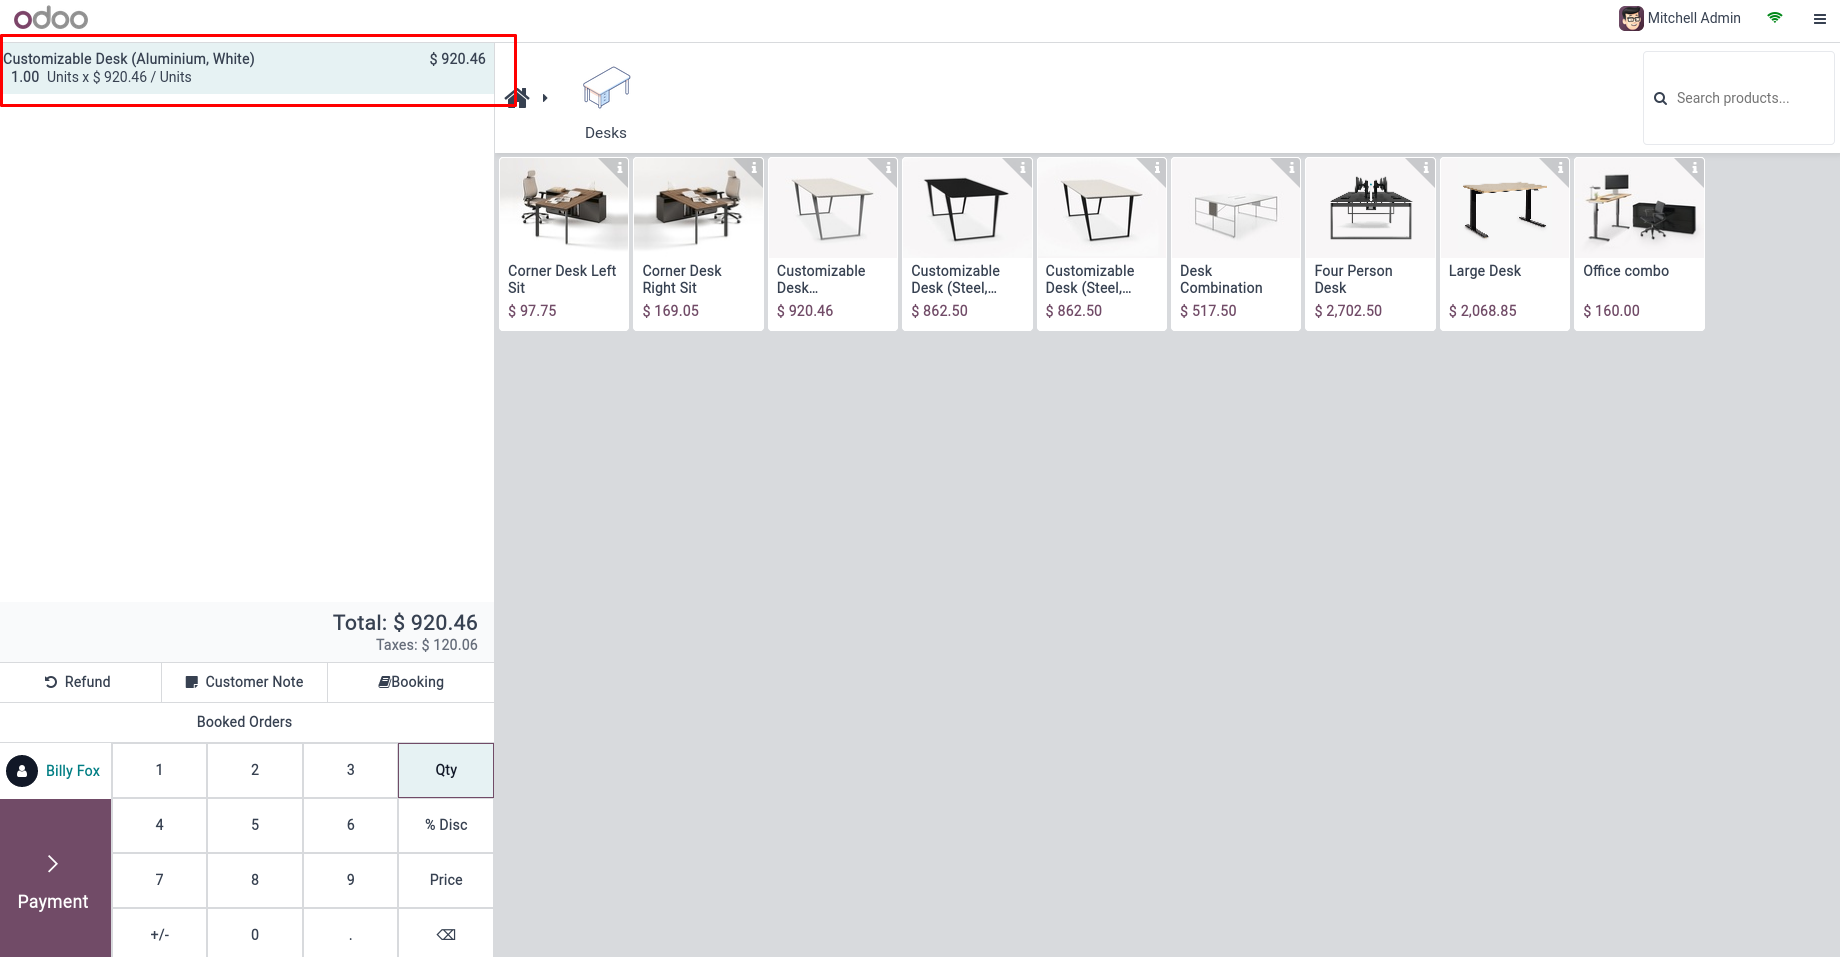 odoo
Mitchell Admin
Customizable Desk (Aluminium, White) $ 920.46
1.00 Units x $ 920.46 / Units
Desks
Search products...
Corner Desk Left Sit
$ 97.75
Corner Desk Right Sit
$ 169.05
Customizable Desk...
$ 920.46
Customizable Desk (Steel,...
$ 862.50
Customizable Desk (Steel,...
$ 862.50
Desk Combination
$ 517.50
Four Person Desk
$ 2,702.50
Large Desk
$ 2,068.85
Office combo
$ 160.00
Total: $ 920.46
Taxes: $ 120.06
Refund
Customer Note
Booking
Booked Orders
Billy Fox
1 2 3 Qty
4 5 6 % Disc
7 8 9 Price
+/- 0 . ⌫
Payment